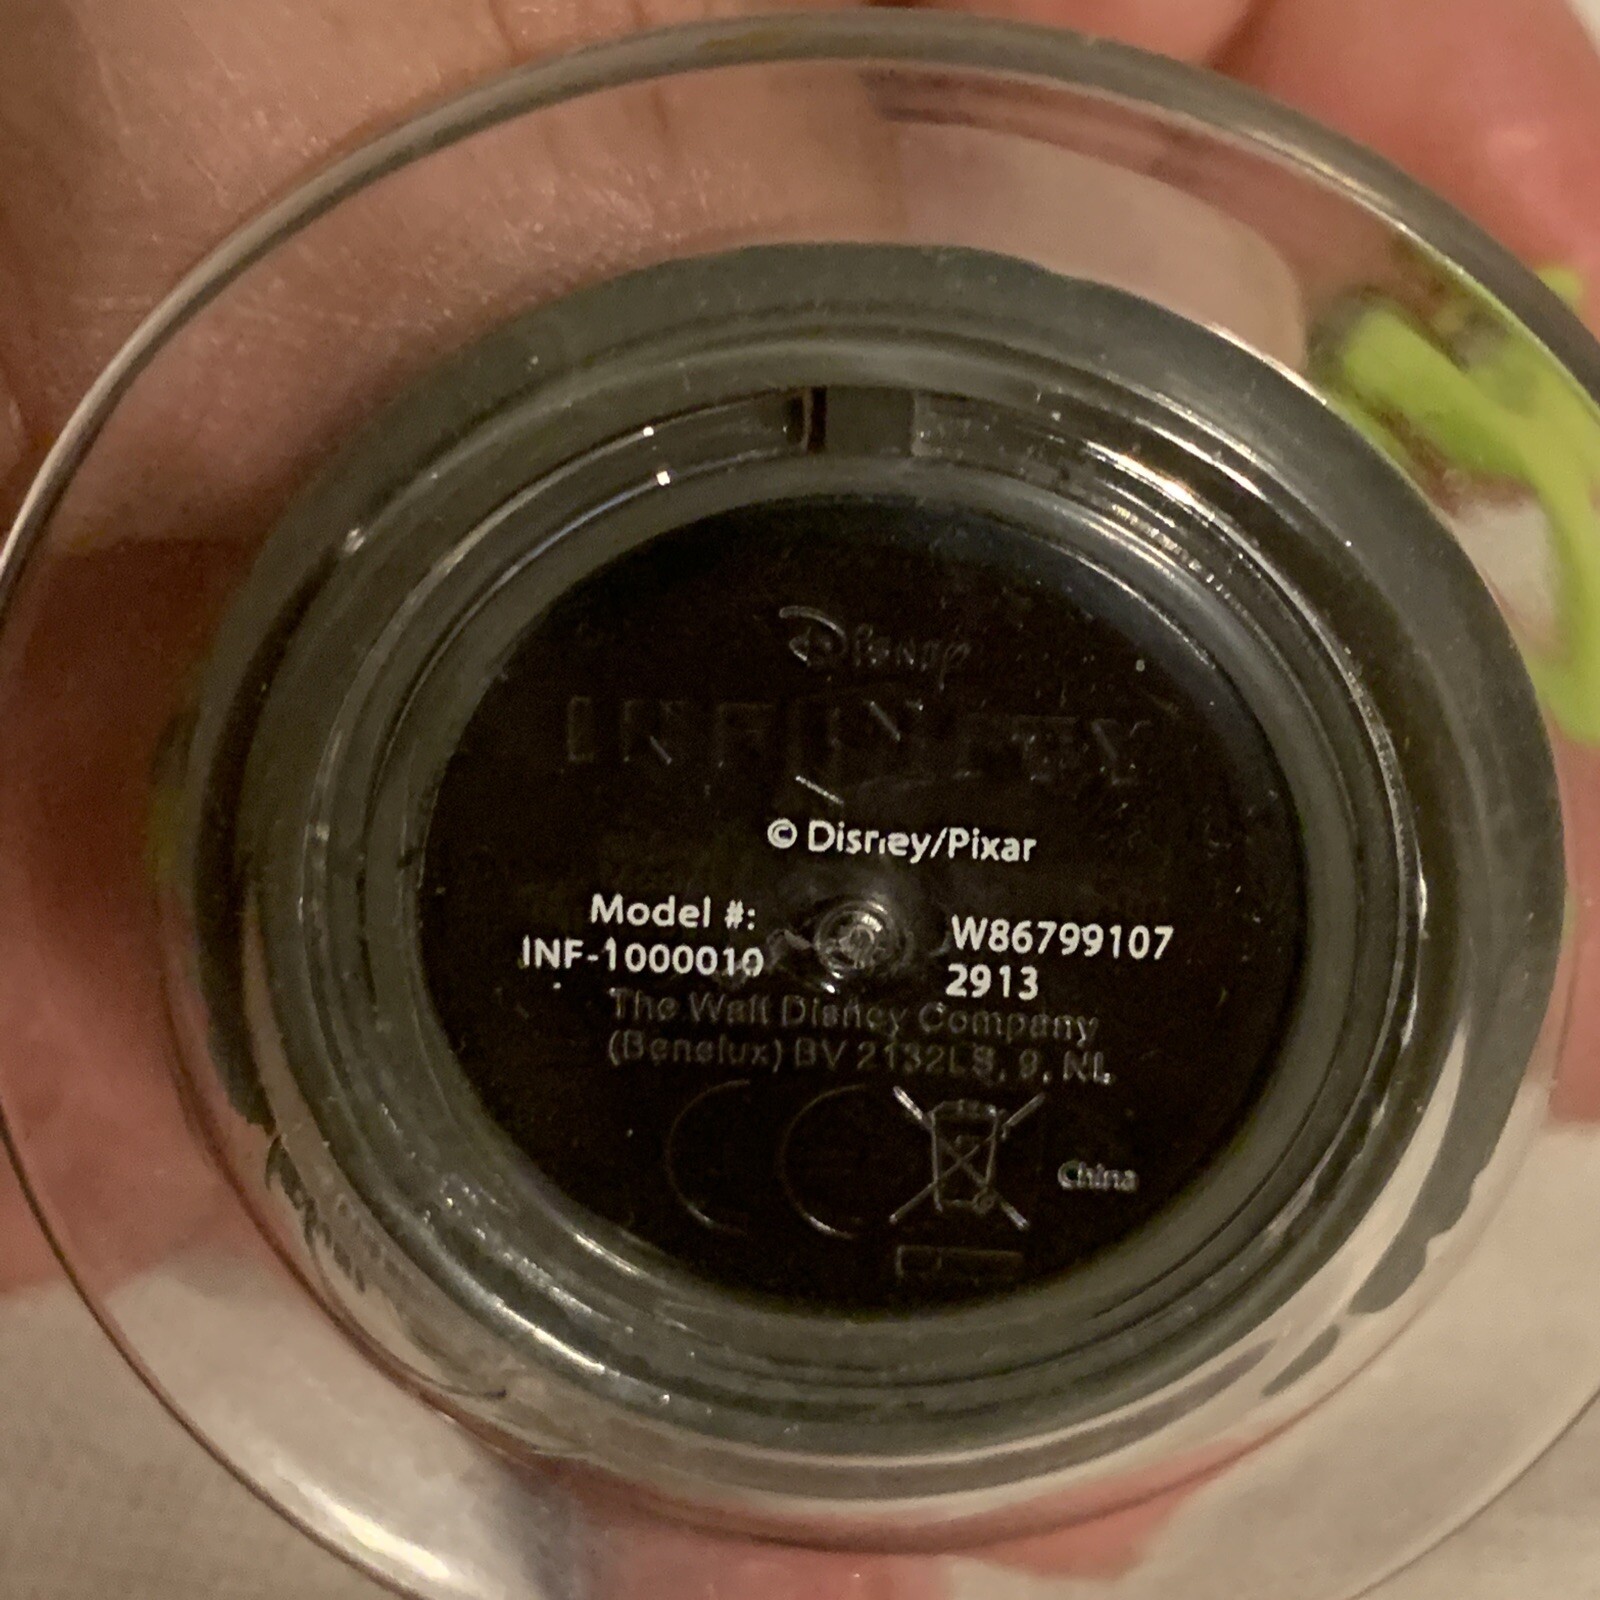 Disney
INFINITY
© Disney/Pixar
Model #:
INF-1000010
W86799107
2913
The Walt Disney Company
(Benelux) BV 2132LS, 9, NL
CE
China